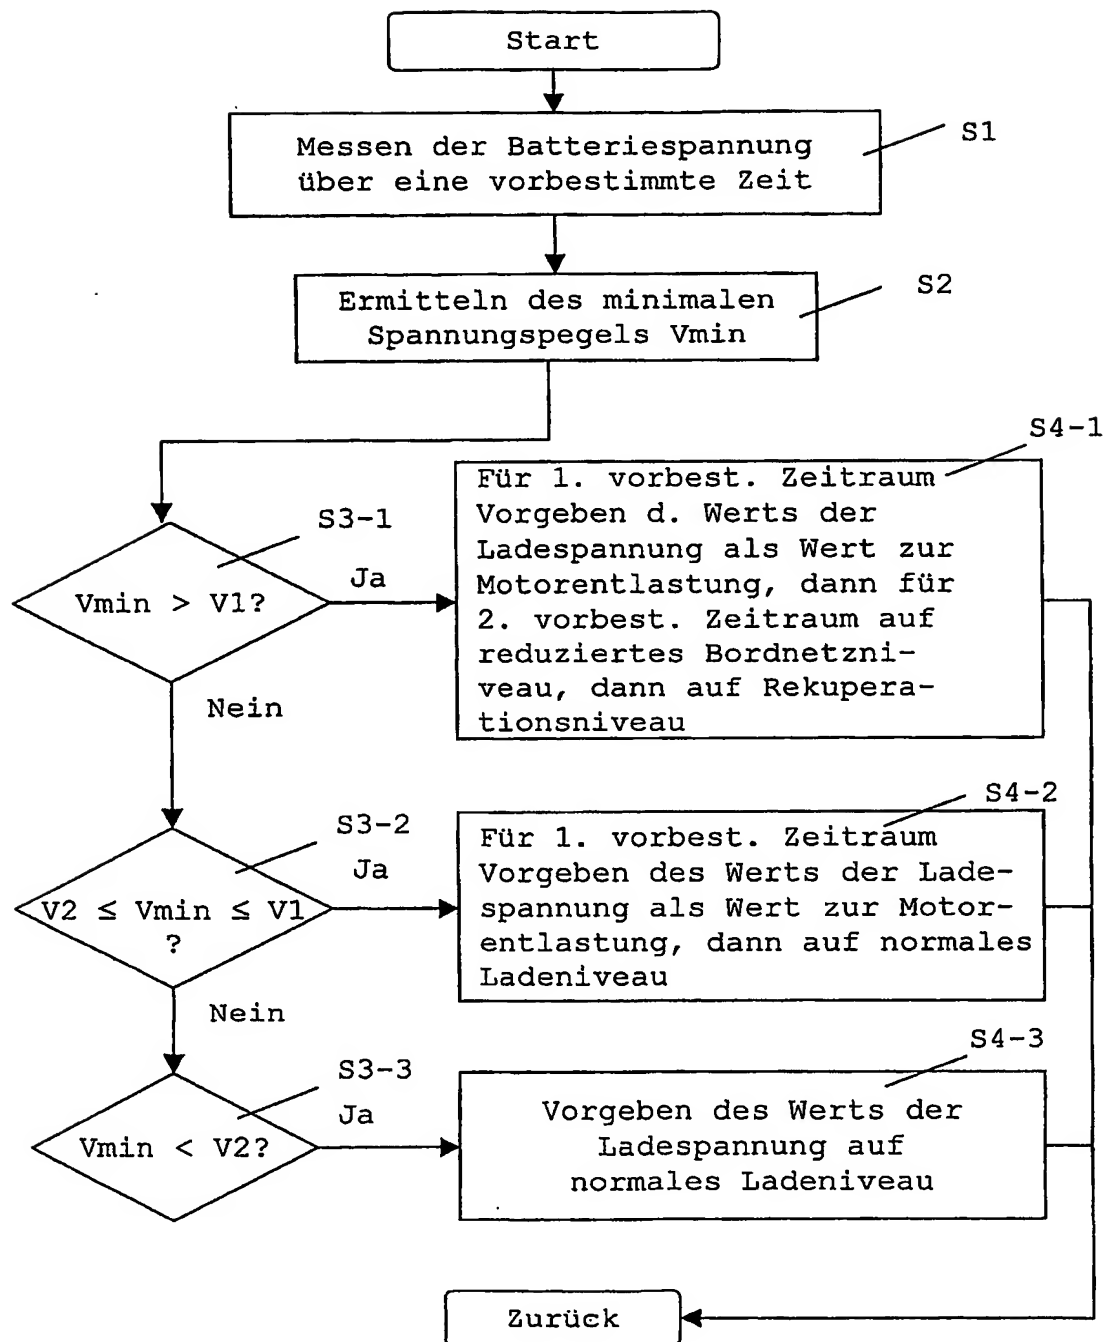 Start
Messen der Batteriespannung
über eine vorbestimmte Zeit
S1
Ermitteln des minimalen
Spannungspegels Vmin
S2
S3-1
Vmin > V1?
Ja
Nein
S4-1
Für 1. vorbest. Zeitraum
Vorgeben d. Werts der
Ladespannung als Wert zur
Motorentlastung, dann für
2. vorbest. Zeitraum auf
reduziertes Bordnetzni-
veau, dann auf Rekupera-
tionsniveau
S3-2
V2 ≤ Vmin ≤ V1
?
Ja
Nein
S4-2
Für 1. vorbest. Zeitraum
Vorgeben des Werts der Lade-
spannung als Wert zur Motor-
entlastung, dann auf normales
Ladeniveau
S3-3
Vmin < V2?
Ja
S4-3
Vorgeben des Werts der
Ladespannung auf
normales Ladeniveau
Zurück